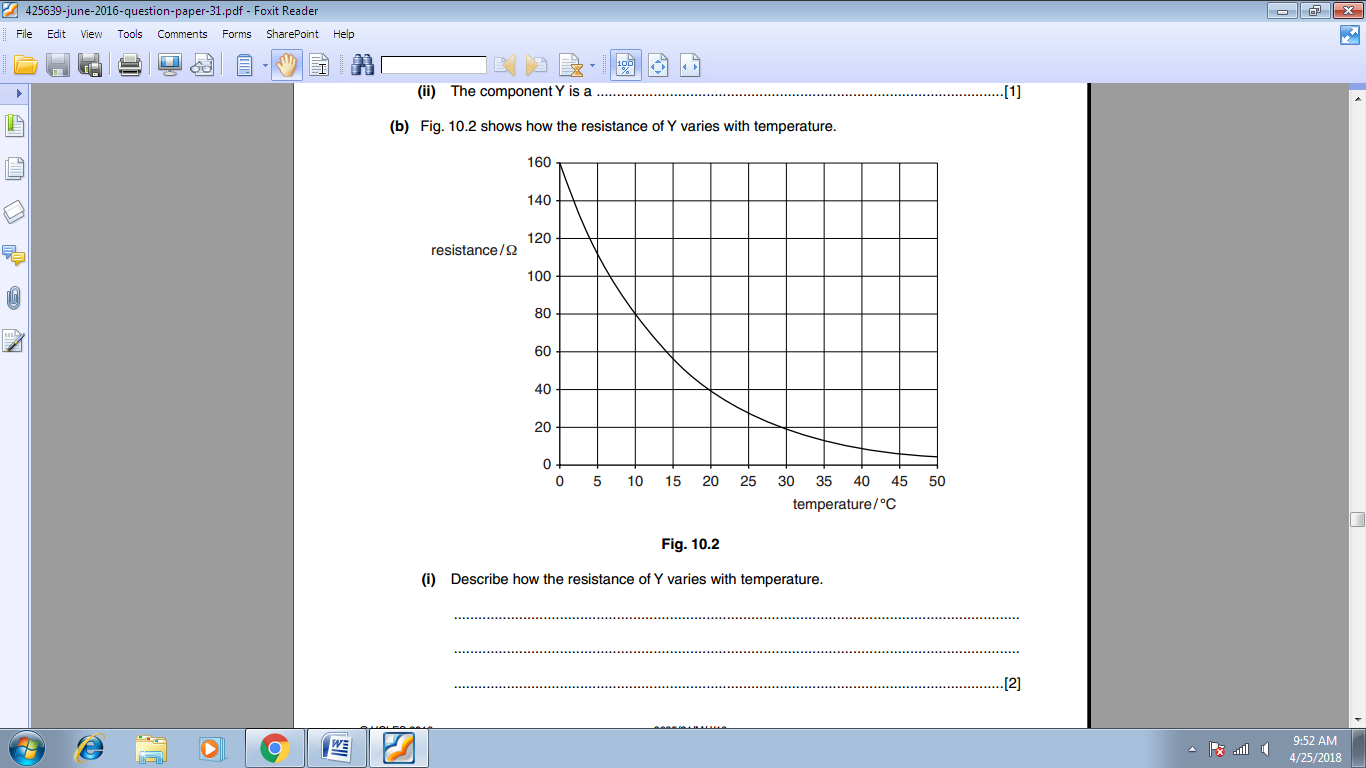 425639-june-2016-question-paper-31.pdf - Foxit Reader
File Edit View Tools Comments Forms SharePoint Help
(ii) The component Y is a ....................................................................................................[1]
(b) Fig. 10.2 shows how the resistance of Y varies with temperature.
160
140
120
resistance/Ω
100
80
60
40
20
0
0 5 10 15 20 25 30 35 40 45 50
temperature/°C
Fig. 10.2
(i) Describe how the resistance of Y varies with temperature.
...........................................................................................................................................
...........................................................................................................................................
.......................................................................................................................................[2]
9:52 AM
4/25/2018